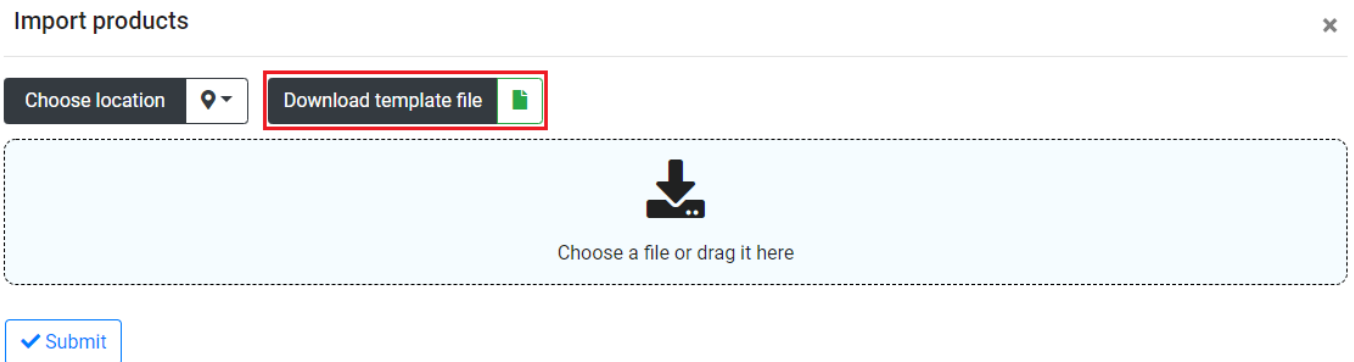 Import products
Choose location
Download template file
Choose a file or drag it here
Submit